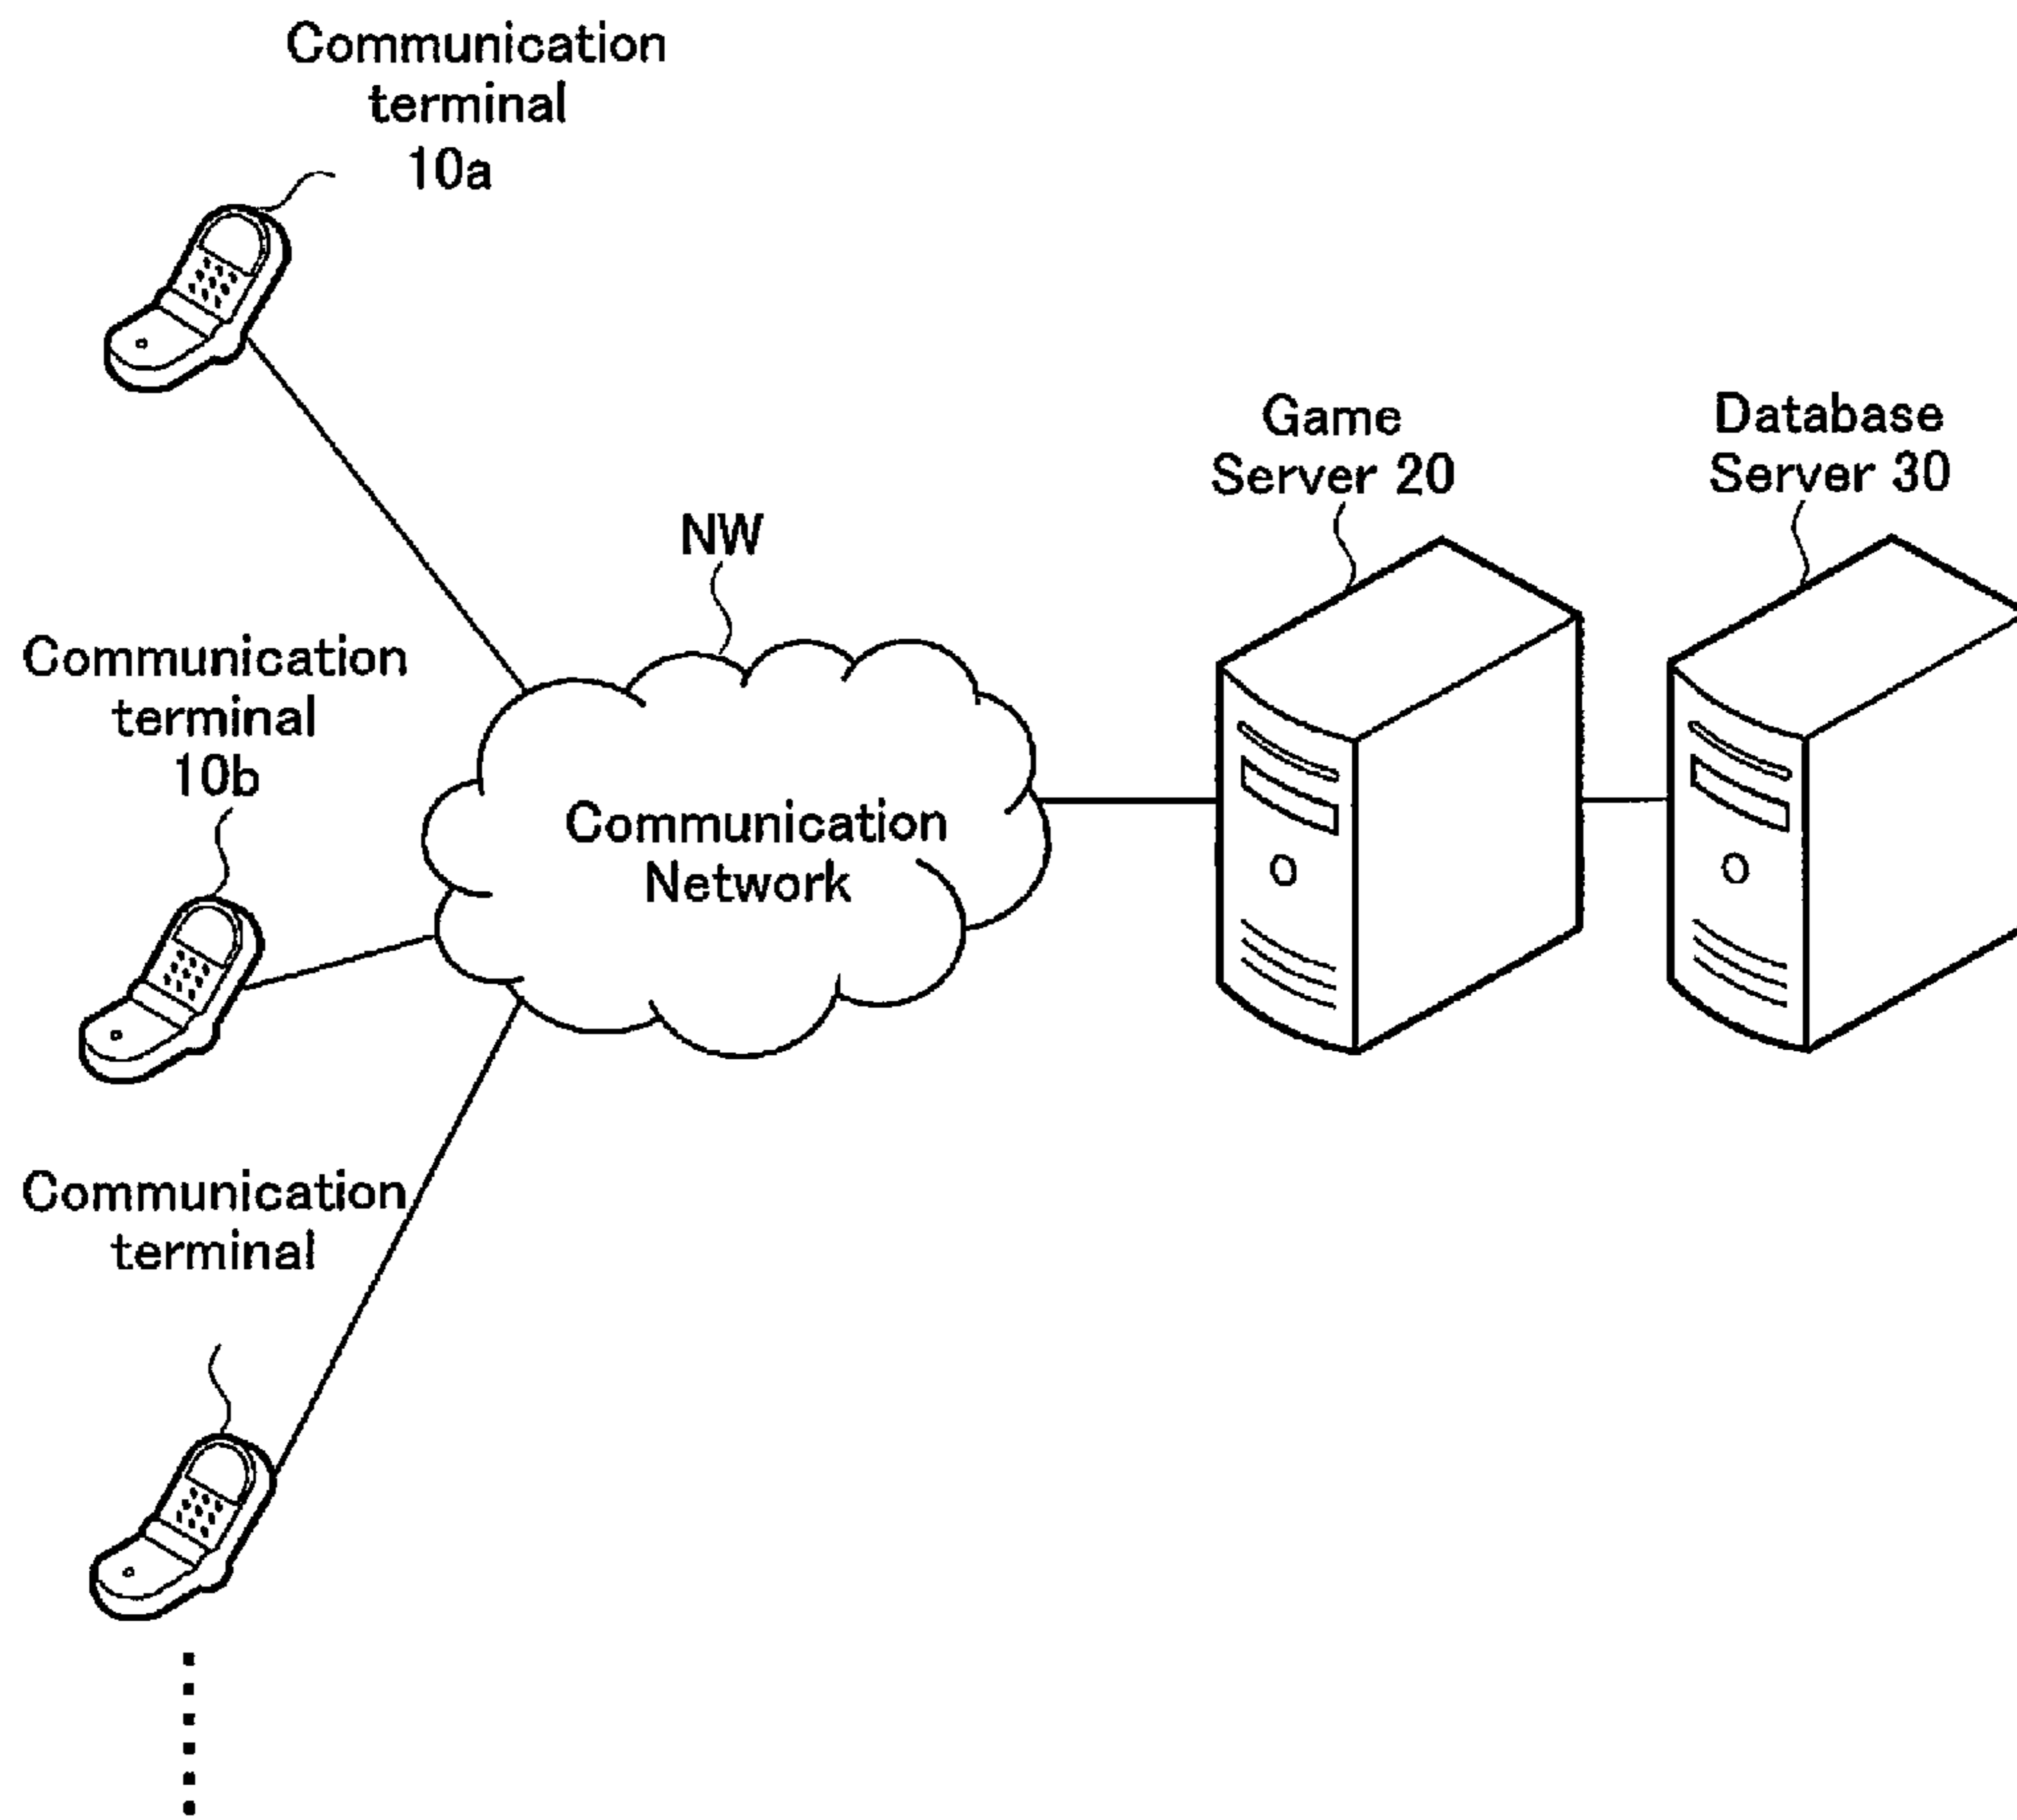 Communication
terminal
10a
Game
Server 20
Database
Server 30
NW
Communication
terminal
10b
Communication
Network
Communication
terminal